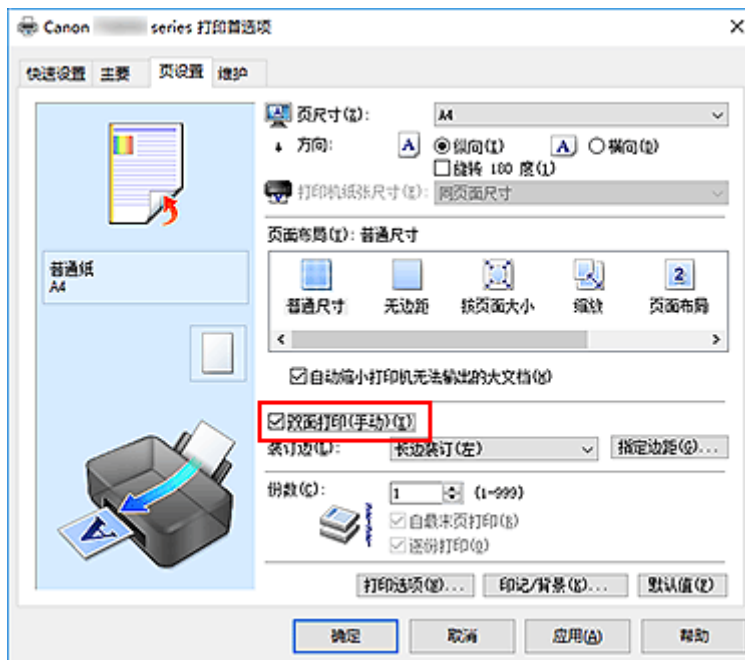 Canon series 打印首选项
快速设置 主要 页设置 维护
页尺寸(Z): A4
方向: A 纵向(I) A 横向(D)
旋转 180 度(1)
打印机纸张尺寸(E): 同页面尺寸
页面布局(T): 普通尺寸
普通纸
A4
2
普通尺寸 无边距 按页面大小 缩放 页面布局
自动缩小打印机无法输出的大文档(N)
双面打印(手动)(X)
装订边(L): 长边装订(左) 指定边距(G)...
份数(C): 1 (1-999)
自最末页打印(B)
逐份打印(O)
A
打印选项(N)... 印记/背景(K)... 默认值(F)
确定 取消 应用(A) 帮助